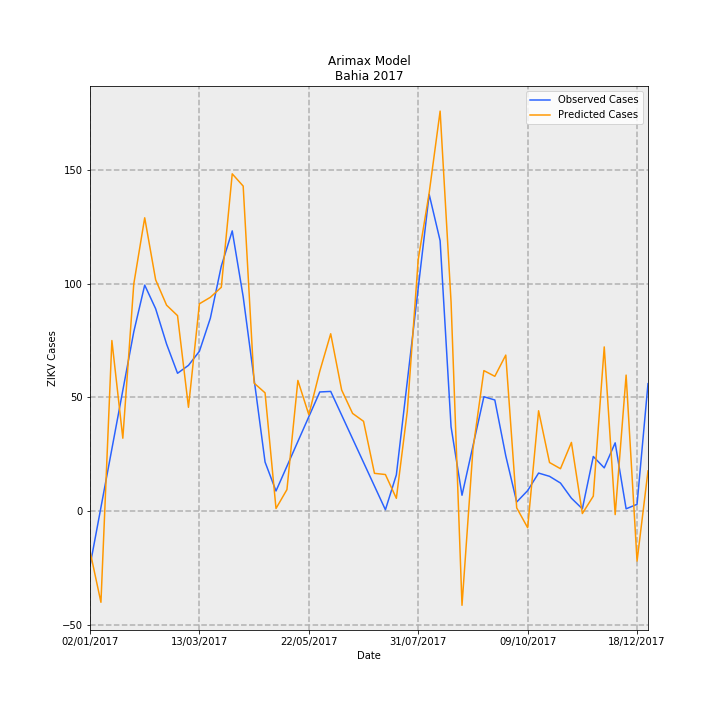 Arimax Model
Bahia 2017
Observed Cases
Predicted Cases
150
100
50
0
−50
ZIKV Cases
02/01/2017 13/03/2017 22/05/2017 31/07/2017 09/10/2017 18/12/2017
Date